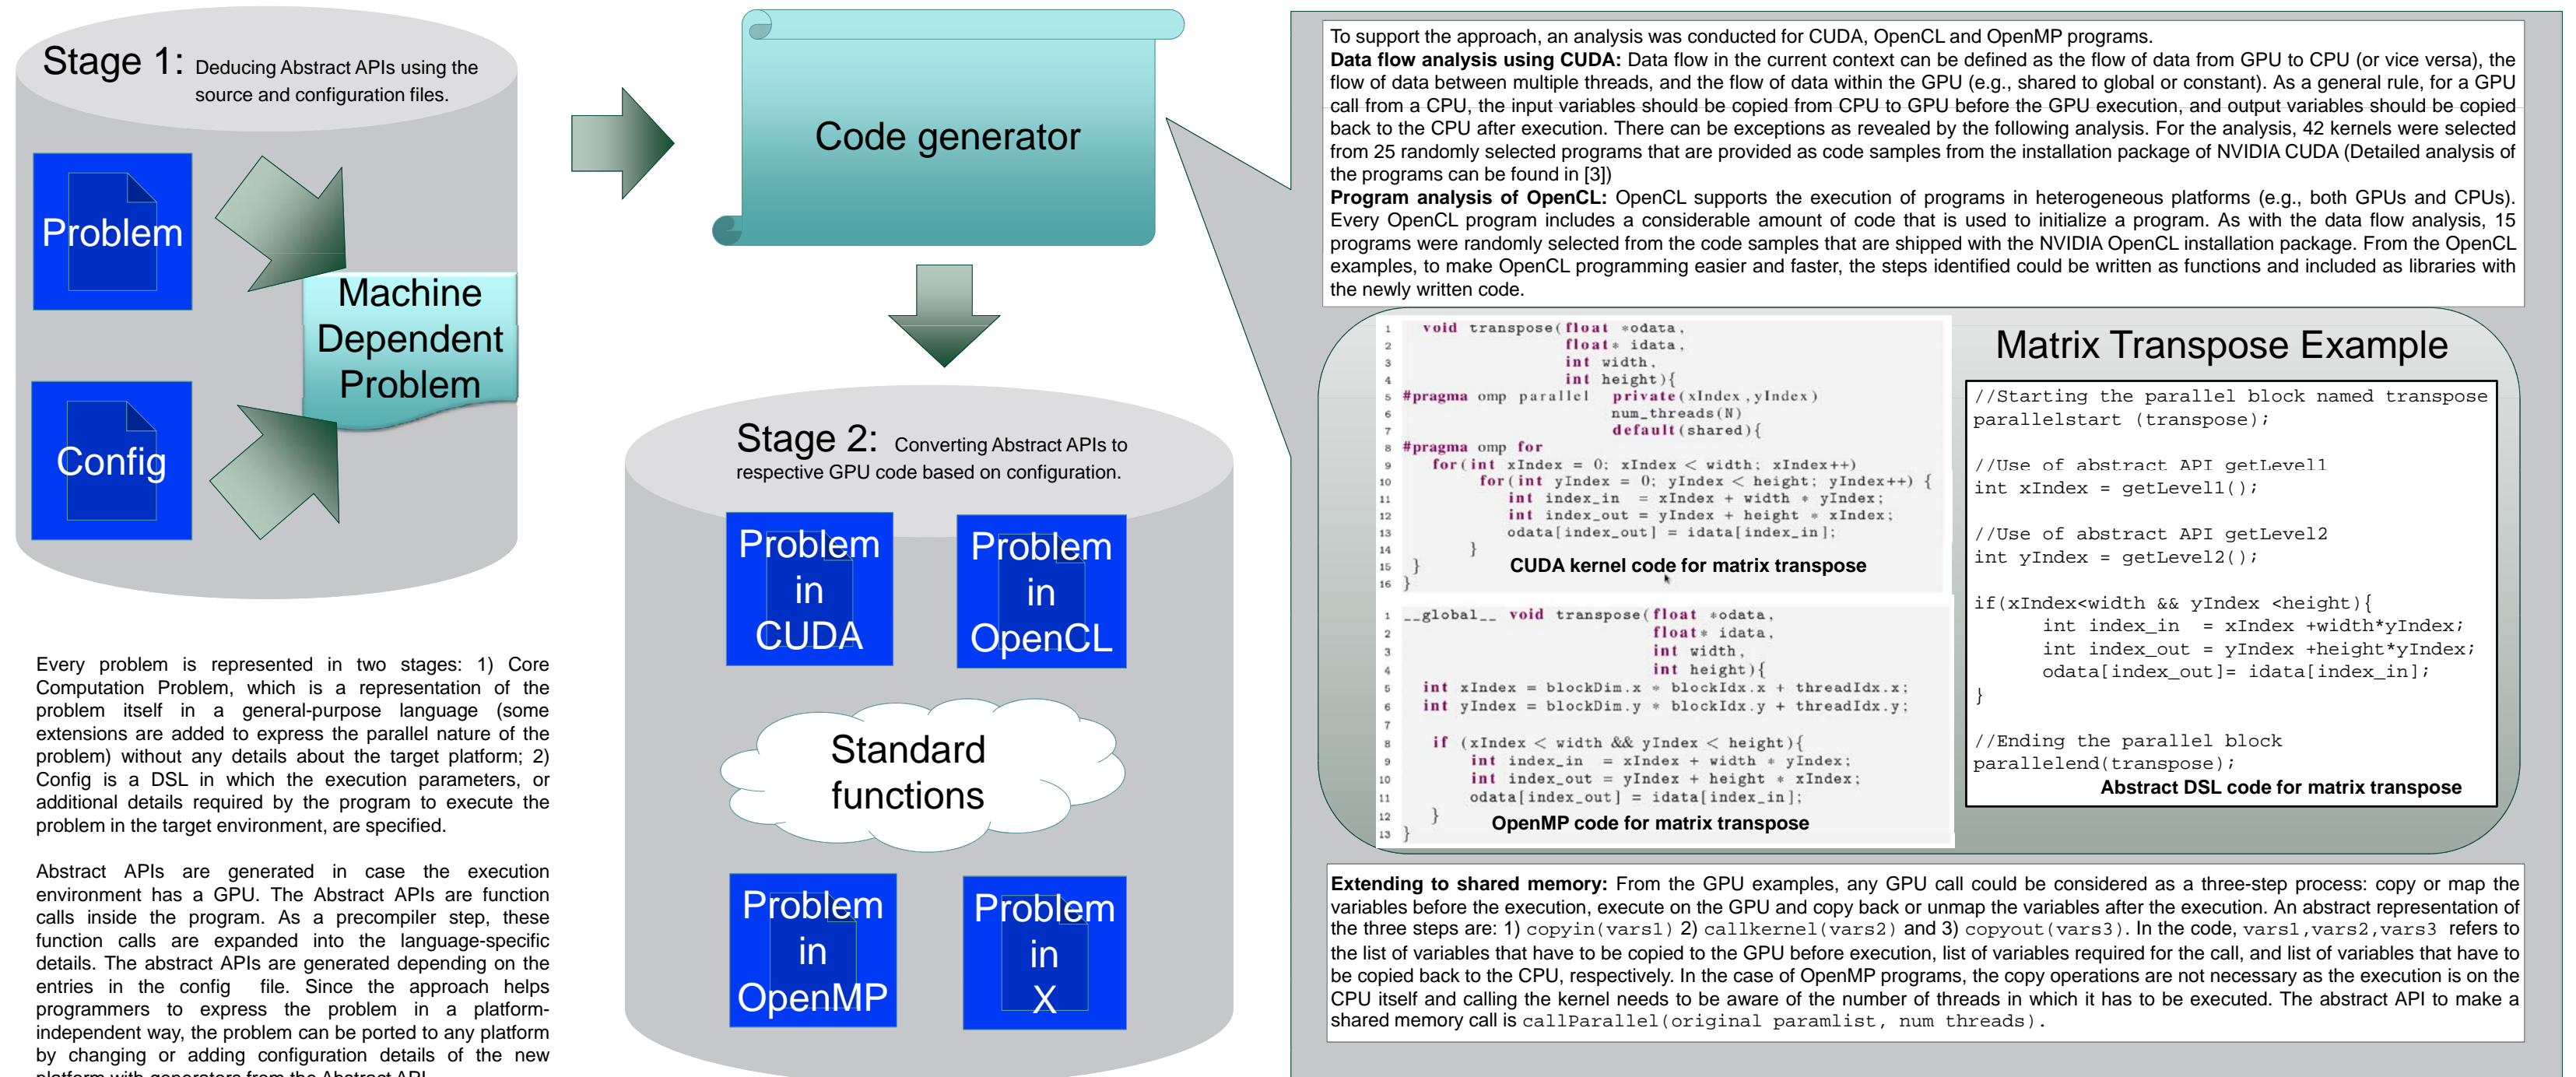 Stage 1: Deducing Abstract APIs using the
source and configuration files.
Problem
Config
Machine
Dependent
Problem
Every problem is represented in two stages: 1) Core
Computation Problem, which is a representation of the
problem itself in a general-purpose language (some
extensions are added to express the parallel nature of the
problem) without any details about the target platform; 2)
Config is a DSL in which the execution parameters, or
additional details required by the program to execute the
problem in the target environment, are specified.
Abstract APIs are generated in case the execution
environment has a GPU. The Abstract APIs are function
calls inside the program. As a precompiler step, these
function calls are expanded into the language-specific
details. The abstract APIs are generated depending on the
entries in the config file. Since the approach helps
programmers to express the problem in a platform-
independent way, the problem can be ported to any platform
by changing or adding configuration details of the new
platform with generators from the Abstract API
Code generator
Stage 2: Converting Abstract APIs to
respective GPU code based on configuration.
Problem
in
CUDA
Problem
in
OpenCL
Standard
functions
Problem
in
OpenMP
Problem
in
X
To support the approach, an analysis was conducted for CUDA, OpenCL and OpenMP programs.
Data flow analysis using CUDA: Data flow in the current context can be defined as the flow of data from GPU to CPU (or vice versa), the
flow of data between multiple threads, and the flow of data within the GPU (e.g., shared to global or constant). As a general rule, for a GPU
call from a CPU, the input variables should be copied from CPU to GPU before the GPU execution, and output variables should be copied
back to the CPU after execution. There can be exceptions as revealed by the following analysis. For the analysis, 42 kernels were selected
from 25 randomly selected programs that are provided as code samples from the installation package of NVIDIA CUDA (Detailed analysis of
the programs can be found in [3])
Program analysis of OpenCL: OpenCL supports the execution of programs in heterogeneous platforms (e.g., both GPUs and CPUs).
Every OpenCL program includes a considerable amount of code that is used to initialize a program. As with the data flow analysis, 15
programs were randomly selected from the code samples that are shipped with the NVIDIA OpenCL installation package. From the OpenCL
examples, to make OpenCL programming easier and faster, the steps identified could be written as functions and included as libraries with
the newly written code.
1 void transpose(float *odata,
2 float* idata,
3 int width,
4 int height){
5 #pragma omp parallel private(xIndex,yIndex)
6 num_threads(N)
7 default(shared){
8 #pragma omp for
9 for(int xIndex = 0; xIndex < width; xIndex++)
10 for(int yIndex = 0; yIndex < height; yIndex++) {
11 int index_in = xIndex + width * yIndex;
12 int index_out = yIndex + height * xIndex;
13 odata[index_out] = idata[index_in];
14 }
15 }
CUDA kernel code for matrix transpose
16 }
1 __global__ void transpose(float *odata,
2 float* idata,
3 int width,
4 int height){
5 int xIndex = blockDim.x * blockIdx.x + threadIdx.x;
6 int yIndex = blockDim.y * blockIdx.y + threadIdx.y;
7
8 if (xIndex < width && yIndex < height){
9 int index_in = xIndex + width * yIndex;
10 int index_out = yIndex + height * xIndex;
11 odata[index_out] = idata[index_in];
12 }
OpenMP code for matrix transpose
13 }
Matrix Transpose Example
//Starting the parallel block named transpose
parallelstart (transpose);
//Use of abstract API getLevel1
int xIndex = getLevel1();
//Use of abstract API getLevel2
int yIndex = getLevel2();
if(xIndex<width && yIndex <height){
int index_in = xIndex +width*yIndex;
int index_out = yIndex +height*yIndex;
odata[index_out]= idata[index_in];
}
//Ending the parallel block
parallelend(transpose);
Abstract DSL code for matrix transpose
Extending to shared memory: From the GPU examples, any GPU call could be considered as a three-step process: copy or map the
variables before the execution, execute on the GPU and copy back or unmap the variables after the execution. An abstract representation of
the three steps are: 1) copyin(vars1) 2) callkernel(vars2) and 3) copyout(vars3). In the code, vars1,vars2,vars3 refers to
the list of variables that have to be copied to the GPU before execution, list of variables required for the call, and list of variables that have to
be copied back to the CPU, respectively. In the case of OpenMP programs, the copy operations are not necessary as the execution is on the
CPU itself and calling the kernel needs to be aware of the number of threads in which it has to be executed. The abstract API to make a
shared memory call is callParallel(original paramlist, num threads).